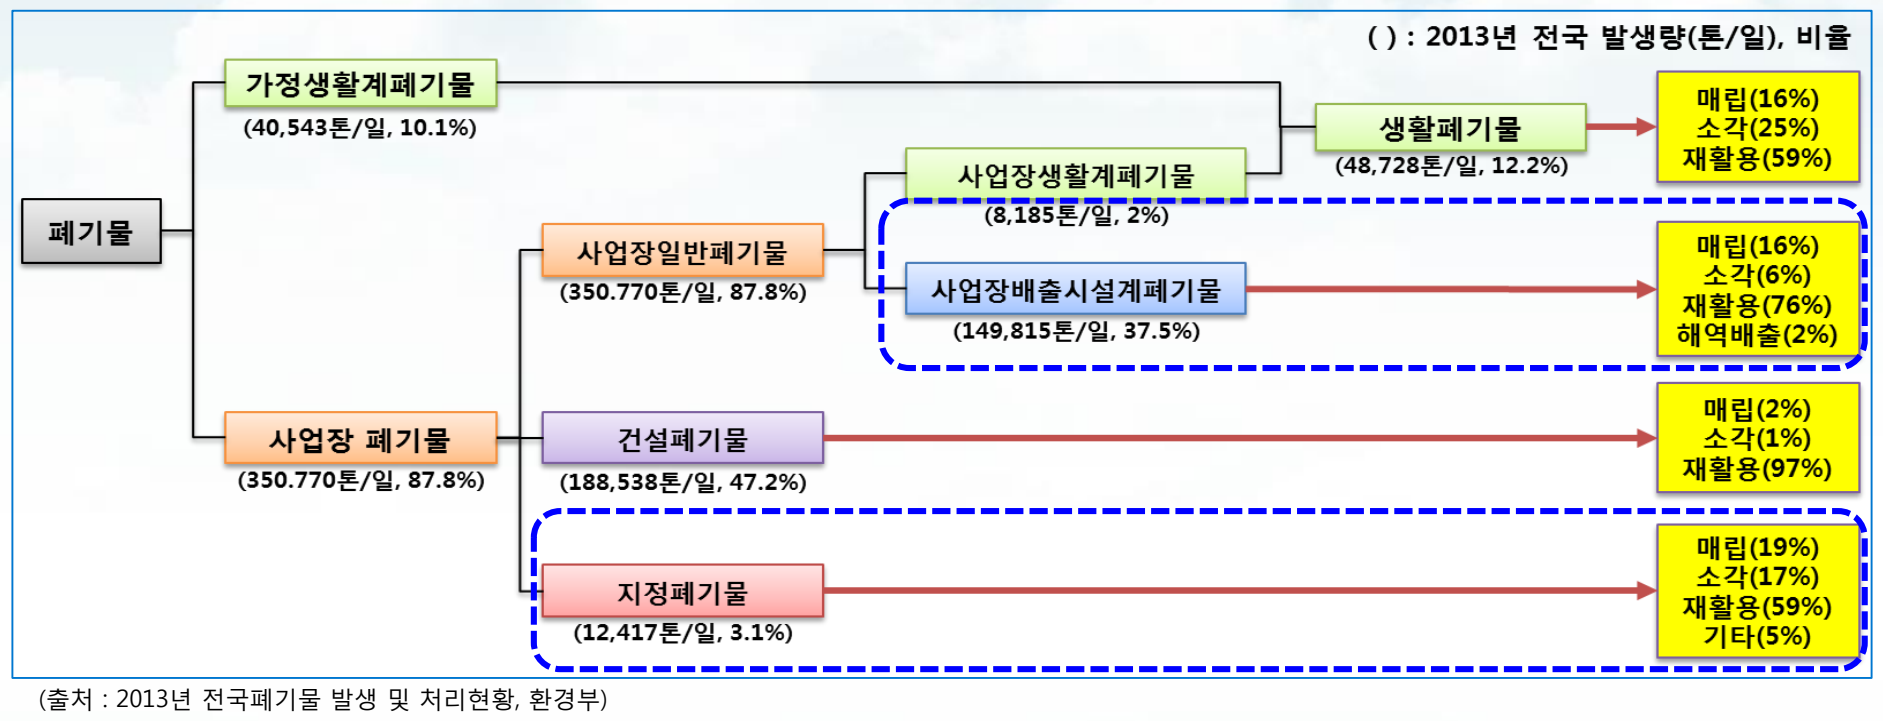 ( ) : 2013년 전국 발생량(톤/일), 비율
폐기물
가정생활계폐기물
(40,543톤/일, 10.1%)
생활폐기물
(48,728톤/일, 12.2%)
매립(16%)
소각(25%)
재활용(59%)
사업장생활계폐기물
(8,185톤/일, 2%)
사업장일반폐기물
(350.770톤/일, 87.8%)
사업장배출시설계폐기물
(149,815톤/일, 37.5%)
매립(16%)
소각(6%)
재활용(76%)
해역배출(2%)
사업장 폐기물
(350.770톤/일, 87.8%)
건설폐기물
(188,538톤/일, 47.2%)
매립(2%)
소각(1%)
재활용(97%)
지정폐기물
(12,417톤/일, 3.1%)
매립(19%)
소각(17%)
재활용(59%)
기타(5%)
(출처 : 2013년 전국폐기물 발생 및 처리현황, 환경부)